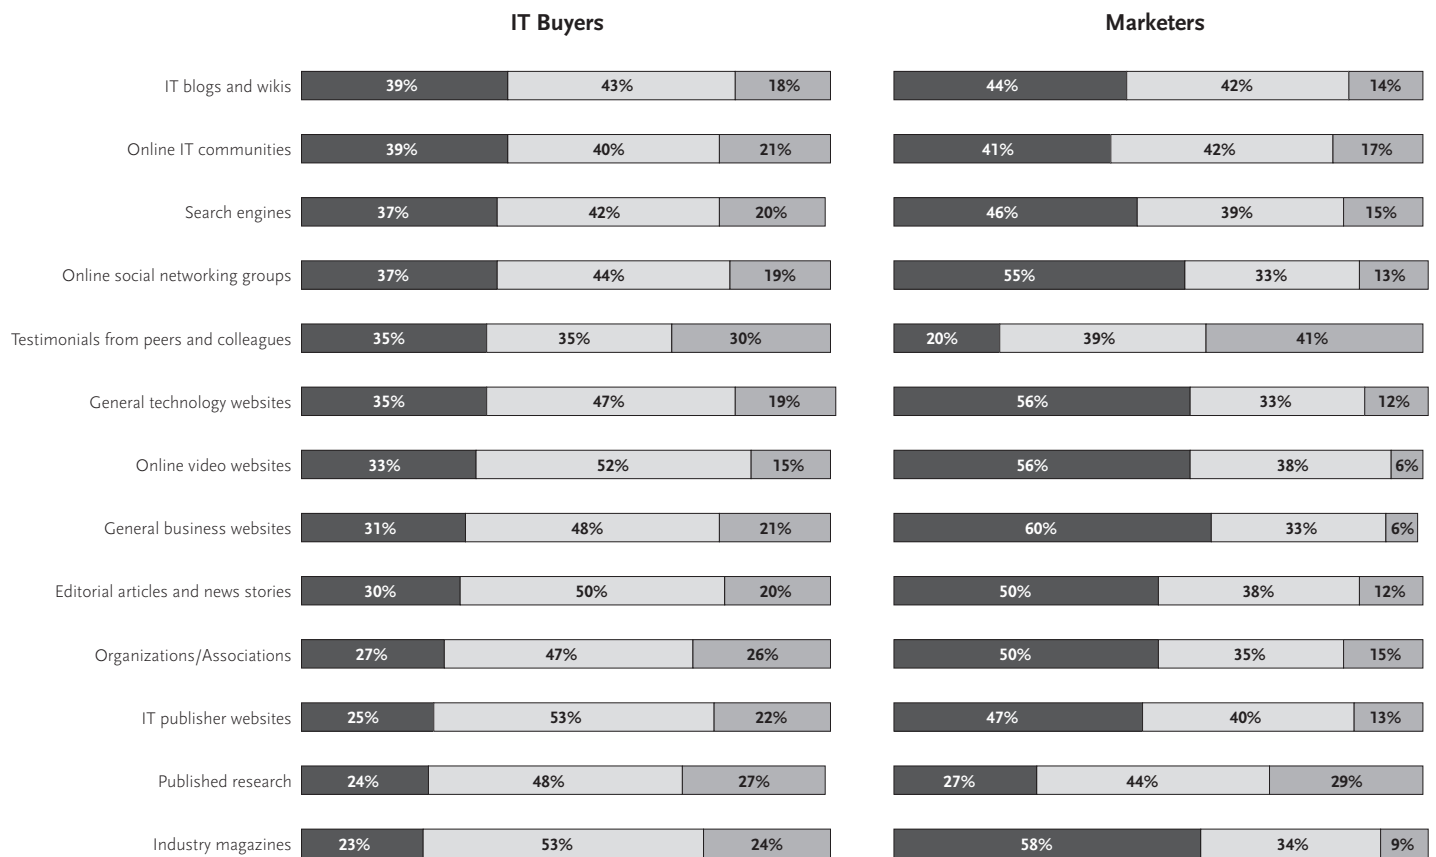 IT Buyers Marketers
IT blogs and wikis 39% 43% 18% 44% 42% 14%
Online IT communities 39% 40% 21% 41% 42% 17%
Search engines 37% 42% 20% 46% 39% 15%
Online social networking groups 37% 44% 19% 55% 33% 13%
Testimonials from peers and colleagues 35% 35% 30% 20% 39% 41%
General technology websites 35% 47% 19% 56% 33% 12%
Online video websites 33% 52% 15% 56% 38% 6%
General business websites 31% 48% 21% 60% 33% 6%
Editorial articles and news stories 30% 50% 20% 50% 38% 12%
Organizations/Associations 27% 47% 26% 50% 35% 15%
IT publisher websites 25% 53% 22% 47% 40% 13%
Published research 24% 48% 27% 27% 44% 29%
Industry magazines 23% 53% 24% 58% 34% 9%